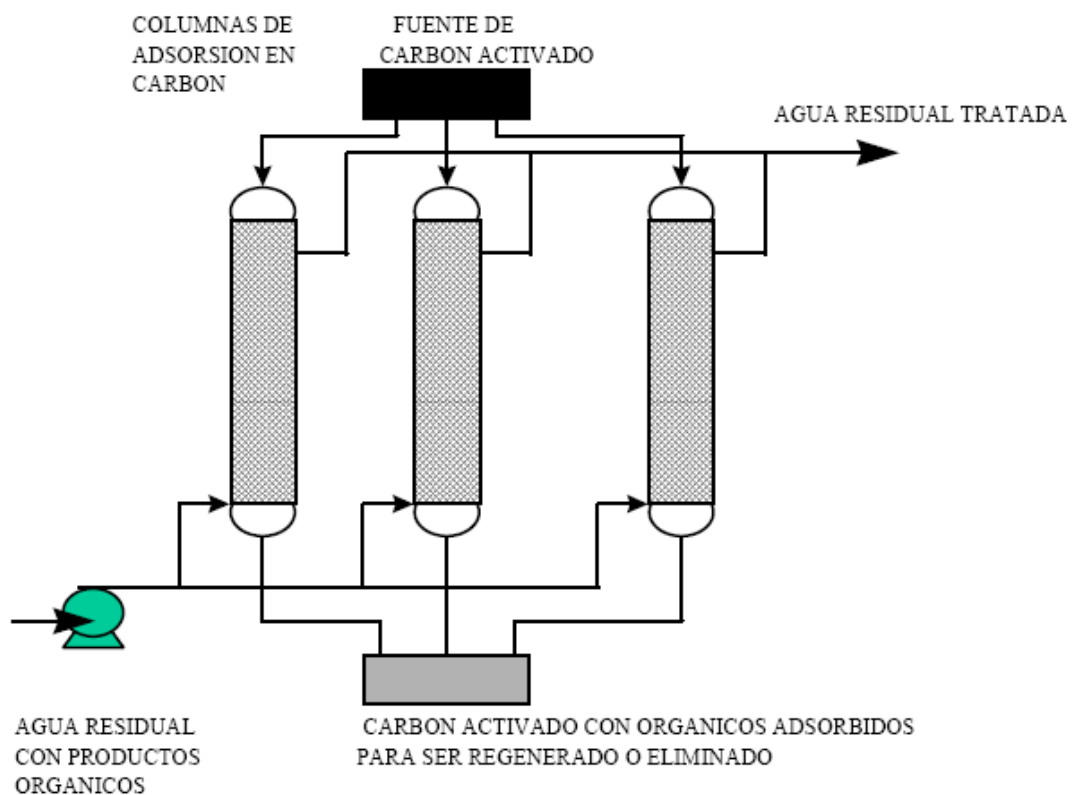 COLUMNAS DE
ADSORSION EN
CARBON
FUENTE DE
CARBON ACTIVADO
AGUA RESIDUAL TRATADA
AGUA RESIDUAL
CON PRODUCTOS
ORGANICOS
CARBON ACTIVADO CON ORGANICOS ADSORBIDOS
PARA SER REGENERADO O ELIMINADO